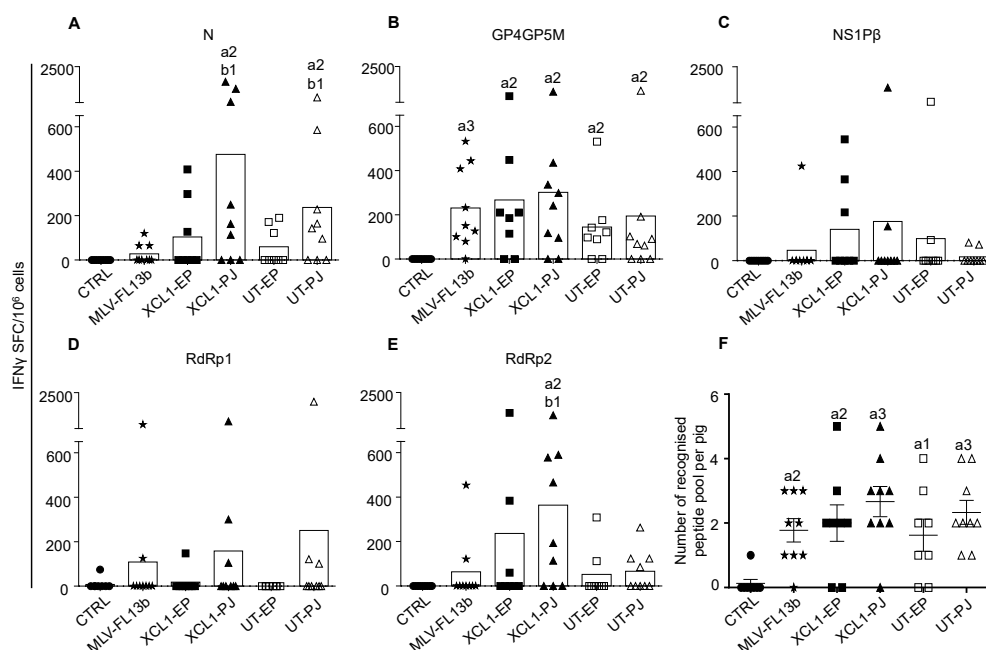 A
N
a2
b1
a2
b1
2500
600
400
200
0
CTRL
MLV-FL13b
XCL1-EP
XCL1-PJ
UT-EP
UT-PJ
B
GP4GP5M
a3
a2
a2
a2
a2
2500
600
400
200
0
CTRL
MLV-FL13b
XCL1-EP
XCL1-PJ
UT-EP
UT-PJ
C
NS1Pβ
2500
600
400
200
0
CTRL
MLV-FL13b
XCL1-EP
XCL1-PJ
UT-EP
UT-PJ
IFNγ SFC/10⁶ cells
D
RdRp1
2500
600
400
200
0
CTRL
MLV-FL13b
XCL1-EP
XCL1-PJ
UT-EP
UT-PJ
E
RdRp2
a2
b1
2500
600
400
200
0
CTRL
MLV-FL13b
XCL1-EP
XCL1-PJ
UT-EP
UT-PJ
F
Number of recognised
peptide pool per pig
a2
a2
a3
a1
a3
6
4
2
0
CTRL
MLV-FL13b
XCL1-EP
XCL1-PJ
UT-EP
UT-PJ